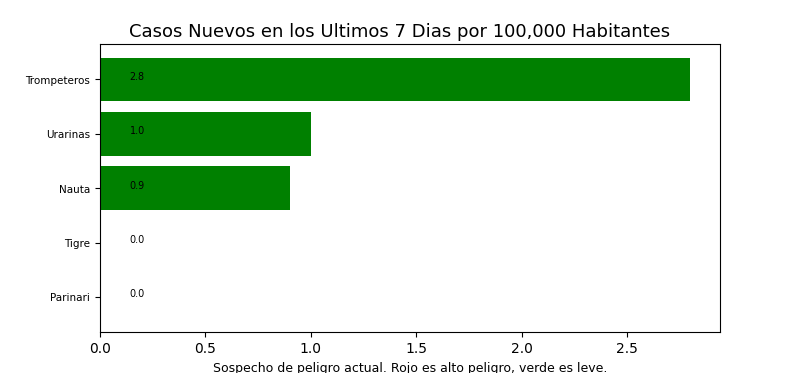 Casos Nuevos en los Ultimos 7 Dias por 100,000 Habitantes
Trompeteros 2.8
Urarinas 1.0
Nauta 0.9
Tigre 0.0
Parinari 0.0
0.0 0.5 1.0 1.5 2.0 2.5
Sospecho de peligro actual. Rojo es alto peligro, verde es leve.